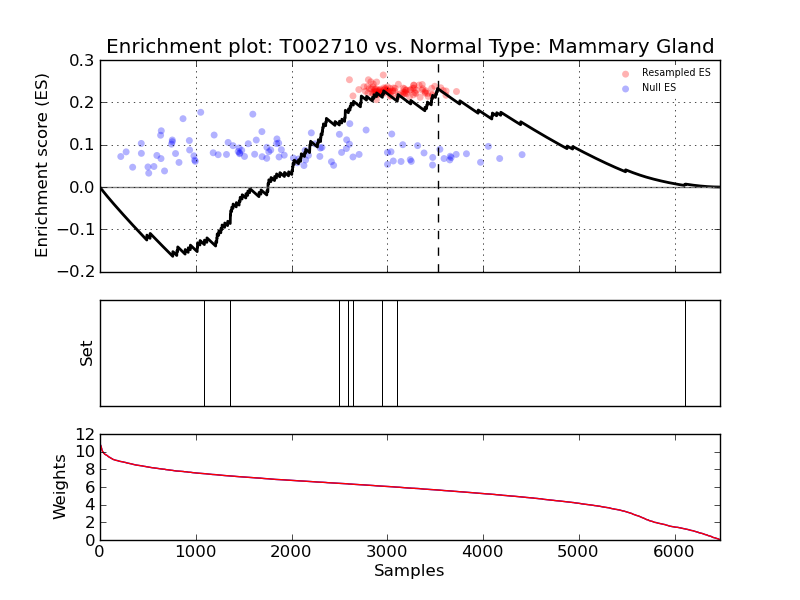 Enrichment plot: T002710 vs. Normal Type: Mammary Gland
0.3
0.2
0.1
0.0
−0.1
−0.2
Enrichment score (ES)
Resampled ES
Null ES
Set
12
10
8
6
4
2
0
Weights
0
1000
2000
3000
4000
5000
6000
Samples